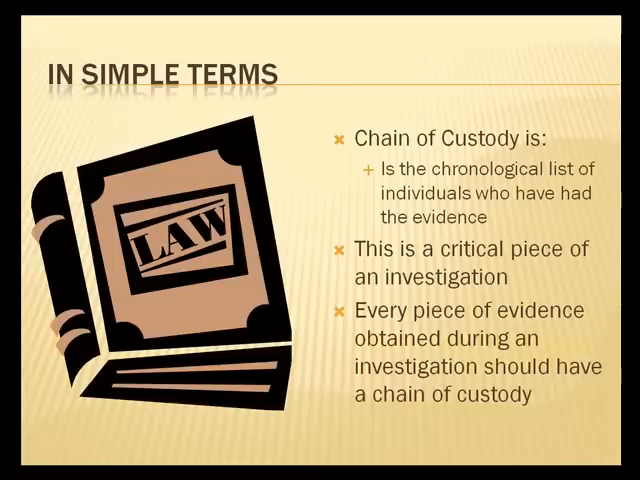 IN SIMPLE TERMS
LAW
Chain of Custody is:
Is the chronological list of
individuals who have had
the evidence
This is a critical piece of
an investigation
Every piece of evidence
obtained during an
investigation should have
a chain of custody